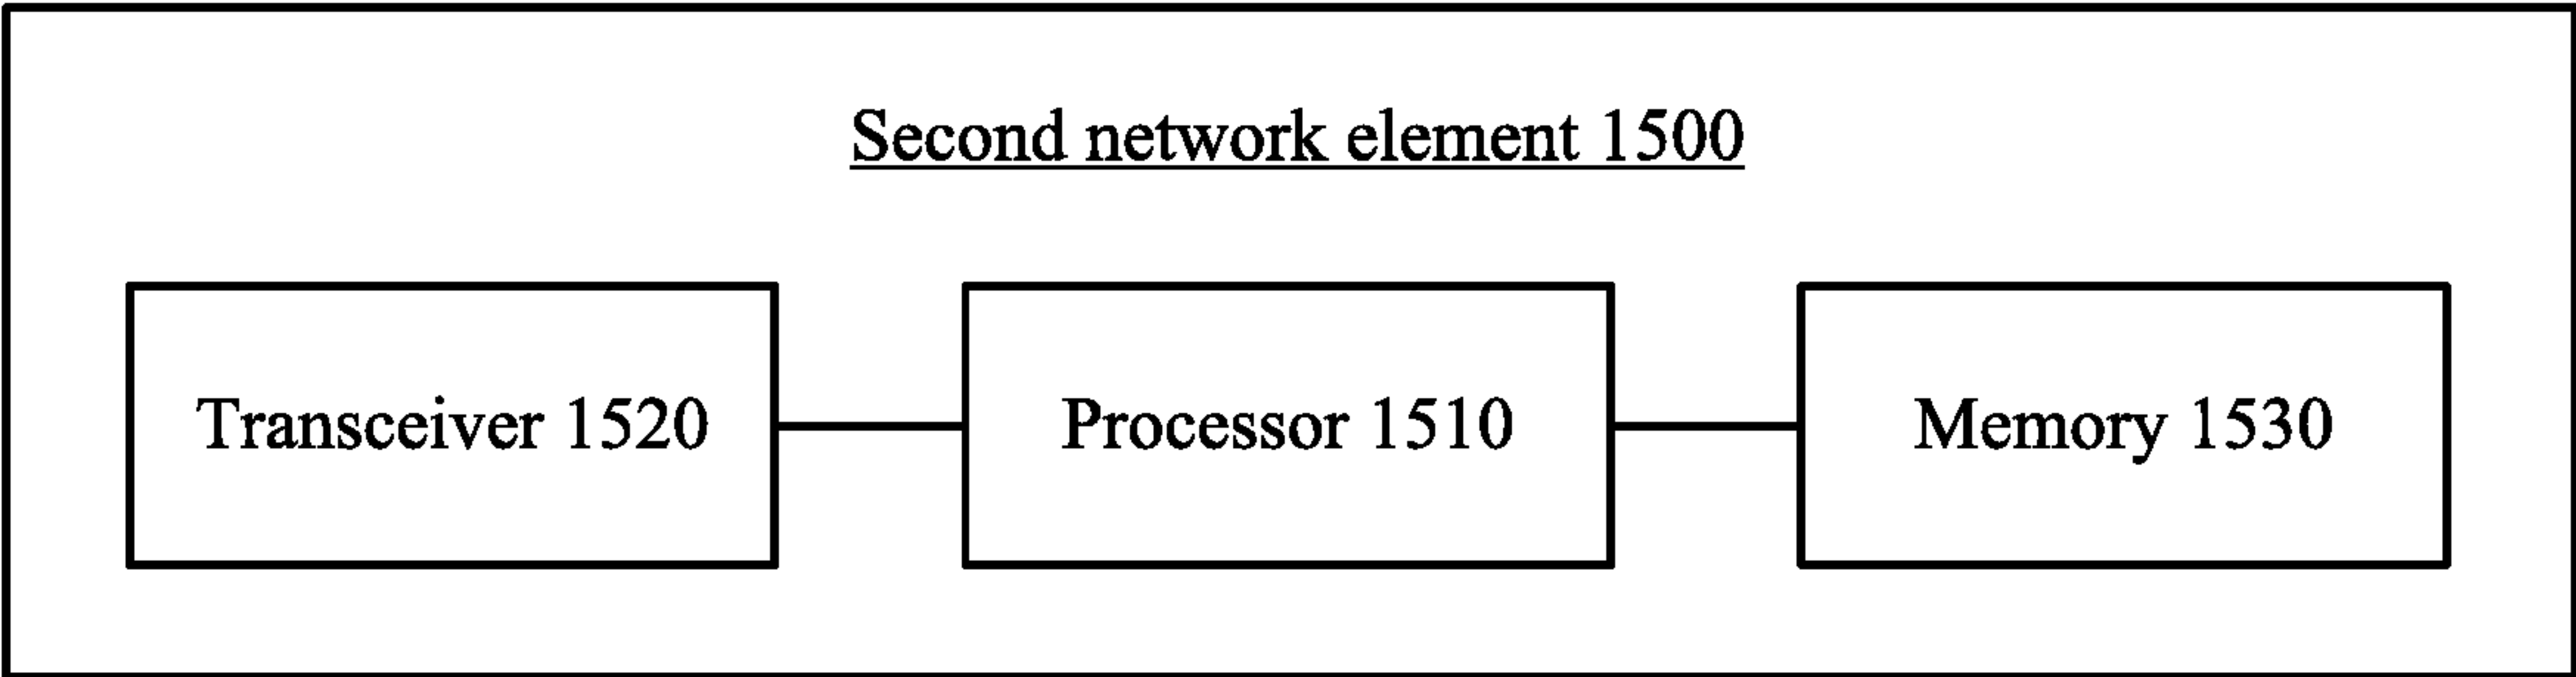 Second network element 1500
Transceiver 1520
Processor 1510
Memory 1530